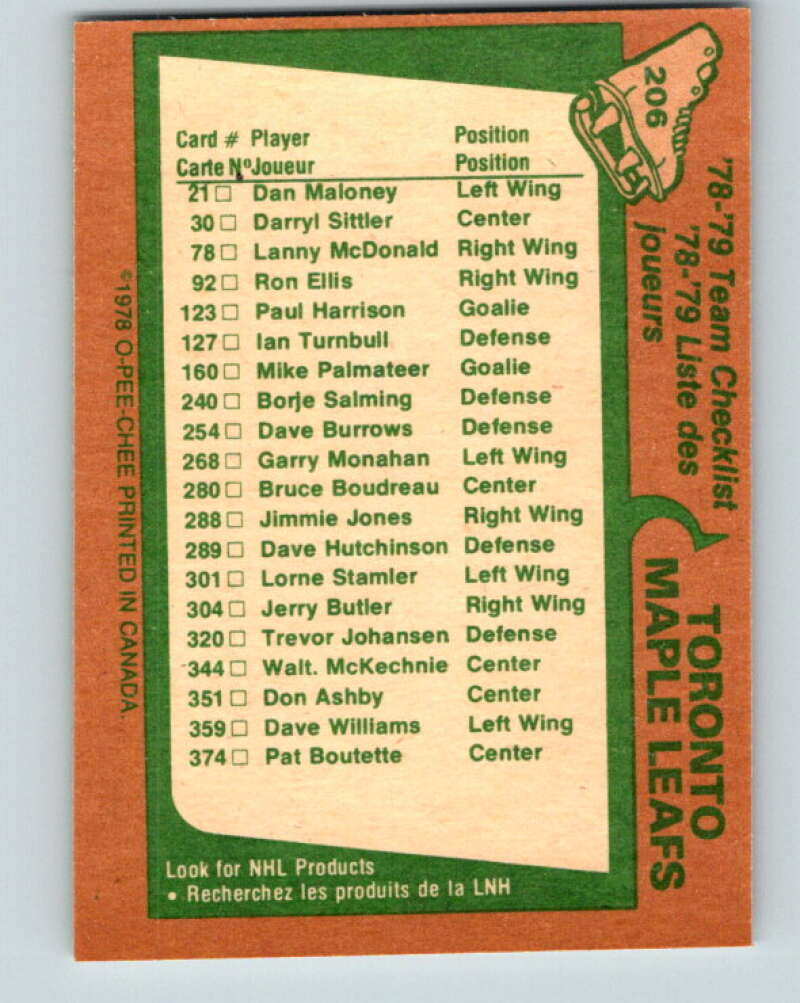 206
'78-'79 Team Checklist
'78-'79 Liste des
joueurs
TORONTO
MAPLE LEAFS
Card # Player Position
Carte Nº Joueur Position
21 □ Dan Maloney Left Wing
30 □ Darryl Sittler Center
78 □ Lanny McDonald Right Wing
92 □ Ron Ellis Right Wing
123 □ Paul Harrison Goalie
127 □ Ian Turnbull Defense
160 □ Mike Palmateer Goalie
240 □ Borje Salming Defense
254 □ Dave Burrows Defense
268 □ Garry Monahan Left Wing
280 □ Bruce Boudreau Center
288 □ Jimmie Jones Right Wing
289 □ Dave Hutchinson Defense
301 □ Lorne Stamler Left Wing
304 □ Jerry Butler Right Wing
320 □ Trevor Johansen Defense
344 □ Walt. McKechnie Center
351 □ Don Ashby Center
359 □ Dave Williams Left Wing
374 □ Pat Boutette Center
Look for NHL Products
• Recherchez les produits de la LNH
©1978 O-PEE-CHEE PRINTED IN CANADA.